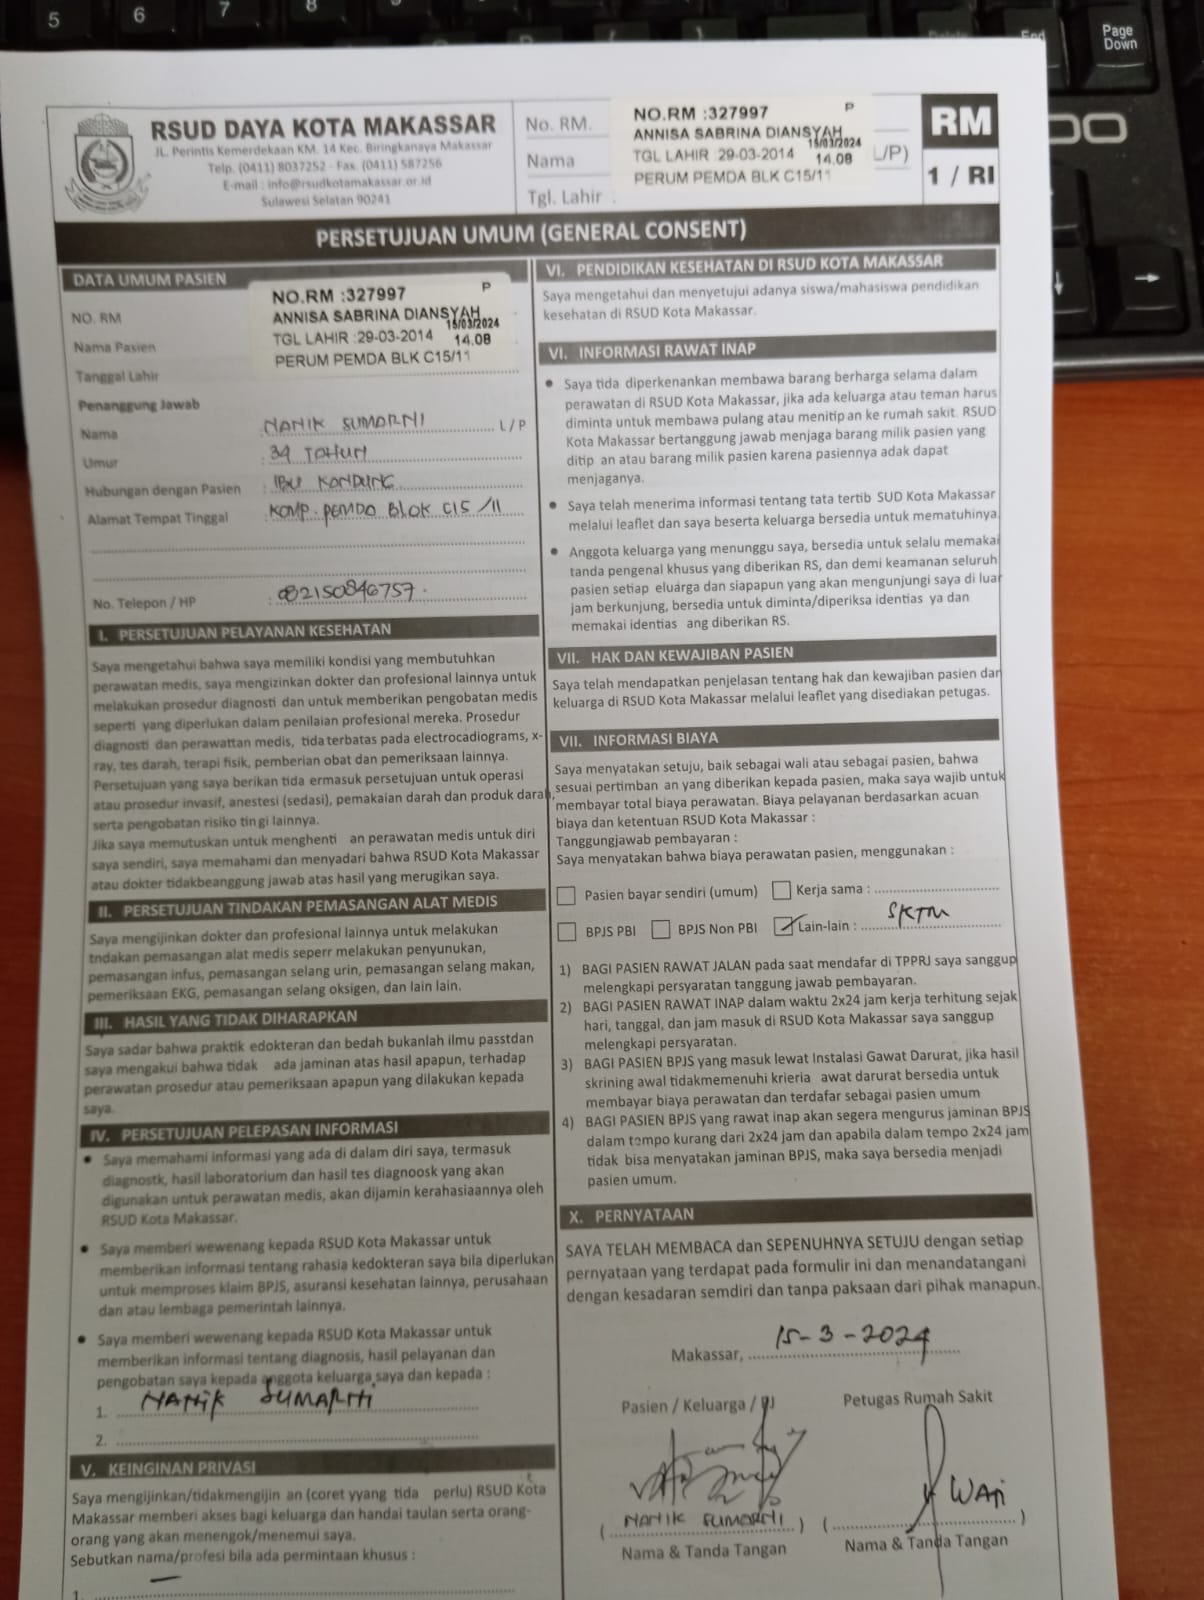 RSUD DAYA KOTA MAKASSAR
JL. Perintis Kemerdekaan KM. 14 Kec. Biringkanaya Makassar
Telp. (0411) 8037252 - Fax. (0411) 587256
E-mail : info@rsudkotamakassar.or.id
Sulawesi Selatan 90241
No. RM.
Nama
Tgl. Lahir :
NO.RM :327997 P
ANNISA SABRINA DIANSYAH
15/03/2024
TGL LAHIR :29-03-2014 14.08
PERUM PEMDA BLK C15/11
L/P)
RM
1 / RI
PERSETUJUAN UMUM (GENERAL CONSENT)
DATA UMUM PASIEN
NO. RM
Nama Pasien
Tanggal Lahir
NO.RM :327997 P
ANNISA SABRINA DIANSYAH
15/03/2024
TGL LAHIR :29-03-2014 14.08
PERUM PEMDA BLK C15/11
Penanggung Jawab
Nama : NANIK SUMARNI L / P
Umur : 39 TAHUN
Hubungan dengan Pasien : IBU KANDUNG
Alamat Tempat Tinggal : KOMP. PEMDA BLOK C15 /11
No. Telepon / HP : 082150846757
I. PERSETUJUAN PELAYANAN KESEHATAN
Saya mengetahui bahwa saya memiliki kondisi yang membutuhkan
perawatan medis, saya mengizinkan dokter dan profesional lainnya untuk
melakukan prosedur diagnosti dan untuk memberikan pengobatan medis
seperti yang diperlukan dalam penilaian profesional mereka. Prosedur
diagnosti dan perawattan medis, tida terbatas pada electrocadiograms, x-
ray, tes darah, terapi fisik, pemberian obat dan pemeriksaan lainnya.
Persetujuan yang saya berikan tida ermasuk persetujuan untuk operasi
atau prosedur invasif, anestesi (sedasi), pemakaian darah dan produk darah,
serta pengobatan risiko tin gi lainnya.
Jika saya memutuskan untuk menghenti an perawatan medis untuk diri
saya sendiri, saya memahami dan menyadari bahwa RSUD Kota Makassar
atau dokter tidakbeanggung jawab atas hasil yang merugikan saya.
II. PERSETUJUAN TINDAKAN PEMASANGAN ALAT MEDIS
Saya mengijinkan dokter dan profesional lainnya untuk melakukan
tndakan pemasangan alat medis seperr melakukan penyunukan,
pemasangan infus, pemasangan selang urin, pemasangan selang makan,
pemeriksaan EKG, pemasangan selang oksigen, dan lain lain.
III. HASIL YANG TIDAK DIHARAPKAN
Saya sadar bahwa praktik edokteran dan bedah bukanlah ilmu passtdan
saya mengakui bahwa tidak ada jaminan atas hasil apapun, terhadap
perawatan prosedur atau pemeriksaan apapun yang dilakukan kepada
saya.
IV. PERSETUJUAN PELEPASAN INFORMASI
• Saya memahami informasi yang ada di dalam diri saya, termasuk
diagnostk, hasil laboratorium dan hasil tes diagnoosk yang akan
digunakan untuk perawatan medis, akan dijamin kerahasiaannya oleh
RSUD Kota Makassar.
• Saya memberi wewenang kepada RSUD Kota Makassar untuk
memberikan informasi tentang rahasia kedokteran saya bila diperlukan
untuk memproses klaim BPJS, asuransi kesehatan lainnya, perusahaan
dan atau lembaga pemerintah lainnya.
• Saya memberi wewenang kepada RSUD Kota Makassar untuk
memberikan informasi tentang diagnosis, hasil pelayanan dan
pengobatan saya kepada anggota keluarga saya dan kepada :
1. NANIK SUMARNI
2.
V. KEINGINAN PRIVASI
Saya mengijinkan/tidakmengijin an (coret yyang tida perlu) RSUD Kota
Makassar memberi akses bagi keluarga dan handai taulan serta orang-
orang yang akan menengok/menemui saya.
Sebutkan nama/profesi bila ada permintaan khusus :
1.
VI. PENDIDIKAN KESEHATAN DI RSUD KOTA MAKASSAR
Saya mengetahui dan menyetujui adanya siswa/mahasiswa pendidikan
kesehatan di RSUD Kota Makassar.
VI. INFORMASI RAWAT INAP
• Saya tida diperkenankan membawa barang berharga selama dalam
perawatan di RSUD Kota Makassar, jika ada keluarga atau teman harus
diminta untuk membawa pulang atau menitip an ke rumah sakit. RSUD
Kota Makassar bertanggung jawab menjaga barang milik pasien yang
ditip an atau barang milik pasien karena pasiennya adak dapat
menjaganya.
• Saya telah menerima informasi tentang tata tertib SUD Kota Makassar
melalui leaflet dan saya beserta keluarga bersedia untuk mematuhinya.
• Anggota keluarga yang menunggu saya, bersedia untuk selalu memakai
tanda pengenal khusus yang diberikan RS, dan demi keamanan seluruh
pasien setiap eluarga dan siapapun yang akan mengunjungi saya di luar
jam berkunjung, bersedia untuk diminta/diperiksa identias ya dan
memakai identias ang diberikan RS.
VII. HAK DAN KEWAJIBAN PASIEN
Saya telah mendapatkan penjelasan tentang hak dan kewajiban pasien dan
keluarga di RSUD Kota Makassar melalui leaflet yang disediakan petugas.
VII. INFORMASI BIAYA
Saya menyatakan setuju, baik sebagai wali atau sebagai pasien, bahwa
sesuai pertimban an yang diberikan kepada pasien, maka saya wajib untuk
membayar total biaya perawatan. Biaya pelayanan berdasarkan acuan
biaya dan ketentuan RSUD Kota Makassar :
Tanggungjawab pembayaran :
Saya menyatakan bahwa biaya perawatan pasien, menggunakan :
Pasien bayar sendiri (umum) Kerja sama :
BPJS PBI BPJS Non PBI Lain-lain : SKTM
1) BAGI PASIEN RAWAT JALAN pada saat mendafar di TPPRJ saya sanggup
melengkapi persyaratan tanggung jawab pembayaran.
2) BAGI PASIEN RAWAT INAP dalam waktu 2x24 jam kerja terhitung sejak
hari, tanggal, dan jam masuk di RSUD Kota Makassar saya sanggup
melengkapi persyaratan.
3) BAGI PASIEN BPJS yang masuk lewat Instalasi Gawat Darurat, jika hasil
skrining awal tidakmemenuhi krieria awat darurat bersedia untuk
membayar biaya perawatan dan terdafar sebagai pasien umum
4) BAGI PASIEN BPJS yang rawat inap akan segera mengurus jaminan BPJS
dalam tempo kurang dari 2x24 jam dan apabila dalam tempo 2x24 jam
tidak bisa menyatakan jaminan BPJS, maka saya bersedia menjadi
pasien umum.
X. PERNYATAAN
SAYA TELAH MEMBACA dan SEPENUHNYA SETUJU dengan setiap
pernyataan yang terdapat pada formulir ini dan menandatangani
dengan kesadaran semdiri dan tanpa paksaan dari pihak manapun.
Makassar, 15-3-2024
Pasien / Keluarga / PJ Petugas Rumah Sakit
WAN
( NANIK SUMARNI ) ( )
Nama & Tanda Tangan Nama & Tanda Tangan
5 6 7 8
End
Page
Down